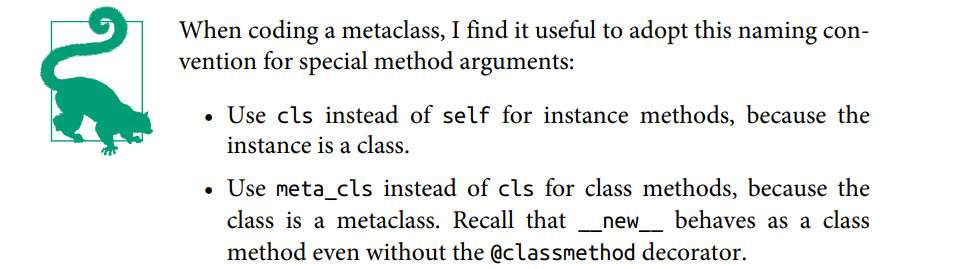 When coding a metaclass, I find it useful to adopt this naming con-
vention for special method arguments:
• Use cls instead of self for instance methods, because the
instance is a class.
• Use meta_cls instead of cls for class methods, because the
class is a metaclass. Recall that __new__ behaves as a class
method even without the @classmethod decorator.